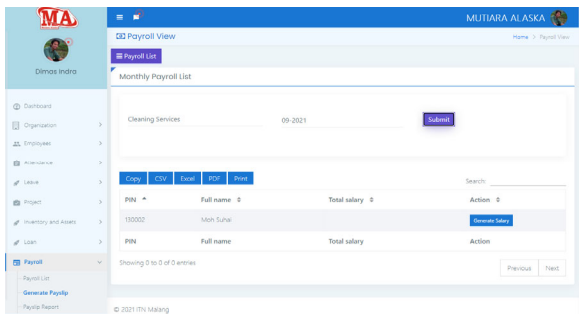 MA
MUTIARA ALASKA
Payroll View
Home > Payroll View
Payroll List
Dimas Indra
Monthly Payroll List
Dashboard
Organization
Employees
Attendance
Leave
Project
Inventory and Assets
Loan
Payroll
Payroll List
Generate Payslip
Payslip Report
Cleaning Services
09-2021
Submit
Copy CSV Excel PDF Print
Search:
PIN Full name Total salary Action
130002 Moh Suhai Generate Salary
PIN Full name Total salary Action
Showing 0 to 0 of 0 entries
Previous Next
© 2021 ITN Malang